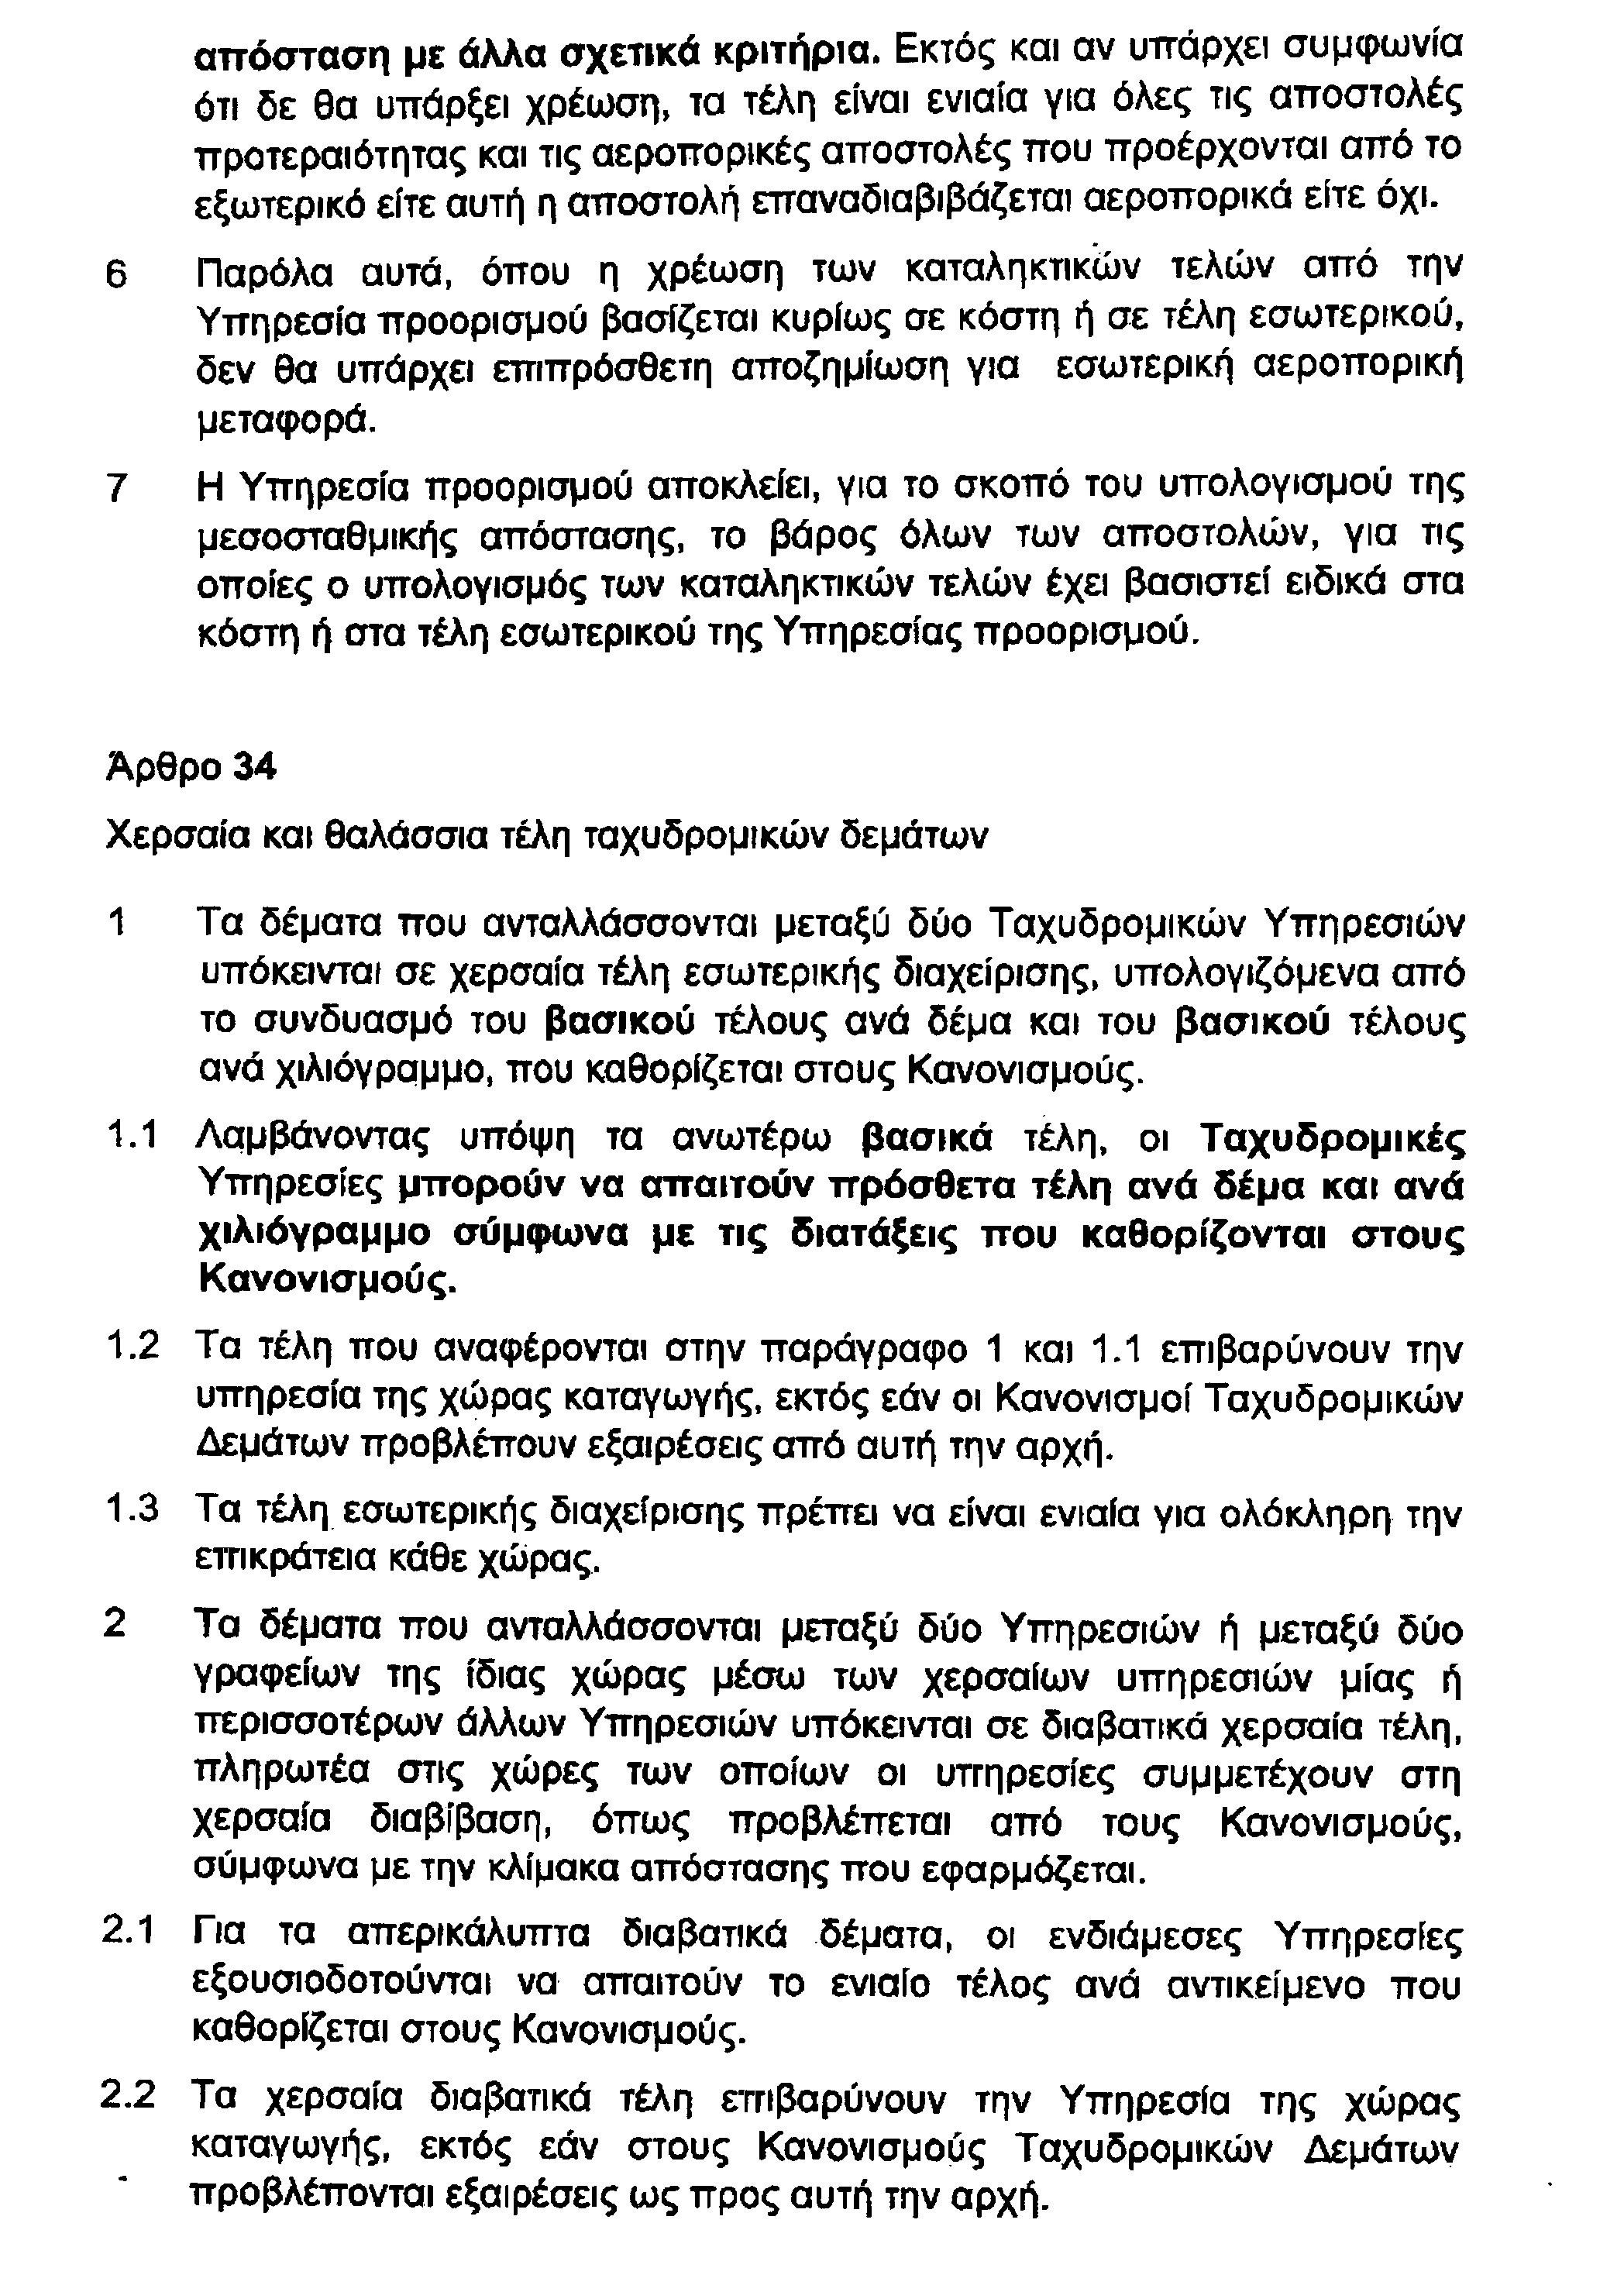 απόσταση με άλλα σχετικά κριτήρια. Εκτός και αν υπάρχει συμφωνία
ότι δε θα υπάρξει χρέωση, τα τέλη είναι ενιαία για όλες τις αποστολές
προτεραιότητας και τις αεροπορικές αποστολές που προέρχονται από το
εξωτερικό είτε αυτή η αποστολή επαναδιαβιβάζεται αεροπορικά είτε όχι.
6 Παρόλα αυτά, όπου η χρέωση των καταληκτικών τελών από την
Υπηρεσία προορισμού βασίζεται κυρίως σε κόστη ή σε τέλη εσωτερικού,
δεν θα υπάρχει επιπρόσθετη αποζημίωση για εσωτερική αεροπορική
μεταφορά.
7 Η Υπηρεσία προορισμού αποκλείει, για το σκοπό του υπολογισμού της
μεσοσταθμικής απόστασης, το βάρος όλων των αποστολών, για τις
οποίες ο υπολογισμός των καταληκτικών τελών έχει βασιστεί ειδικά στα
κόστη ή στα τέλη εσωτερικού της Υπηρεσίας προορισμού.
Άρθρο 34
Χερσαία και θαλάσσια τέλη ταχυδρομικών δεμάτων
1 Τα δέματα που ανταλλάσσονται μεταξύ δύο Ταχυδρομικών Υπηρεσιών
υπόκεινται σε χερσαία τέλη εσωτερικής διαχείρισης, υπολογιζόμενα από
το συνδυασμό του βασικού τέλους ανά δέμα και του βασικού τέλους
ανά χιλιόγραμμο, που καθορίζεται στους Κανονισμούς.
1.1 Λαμβάνοντας υπόψη τα ανωτέρω βασικά τέλη, οι Ταχυδρομικές
Υπηρεσίες μπορούν να απαιτούν πρόσθετα τέλη ανά δέμα και ανά
χιλιόγραμμο σύμφωνα με τις διατάξεις που καθορίζονται στους
Κανονισμούς.
1.2 Τα τέλη που αναφέρονται στην παράγραφο 1 και 1.1 επιβαρύνουν την
υπηρεσία της χώρας καταγωγής, εκτός εάν οι Κανονισμοί Ταχυδρομικών
Δεμάτων προβλέπουν εξαιρέσεις από αυτή την αρχή.
1.3 Τα τέλη εσωτερικής διαχείρισης πρέπει να είναι ενιαία για ολόκληρη την
επικράτεια κάθε χώρας.
2 Τα δέματα που ανταλλάσσονται μεταξύ δύο Υπηρεσιών ή μεταξύ δύο
γραφείων της ίδιας χώρας μέσω των χερσαίων υπηρεσιών μίας ή
περισσοτέρων άλλων Υπηρεσιών υπόκεινται σε διαβατικά χερσαία τέλη,
πληρωτέα στις χώρες των οποίων οι υπηρεσίες συμμετέχουν στη
χερσαία διαβίβαση, όπως προβλέπεται από τους Κανονισμούς,
σύμφωνα με την κλίμακα απόστασης που εφαρμόζεται.
2.1 Για τα απερικάλυπτα διαβατικά δέματα, οι ενδιάμεσες Υπηρεσίες
εξουσιοδοτούνται να απαιτούν το ενιαίο τέλος ανά αντικείμενο που
καθορίζεται στους Κανονισμούς.
2.2 Τα χερσαία διαβατικά τέλη επιβαρύνουν την Υπηρεσία της χώρας
καταγωγής, εκτός εάν στους Κανονισμούς Ταχυδρομικών Δεμάτων
προβλέπονται εξαιρέσεις ως προς αυτή την αρχή.